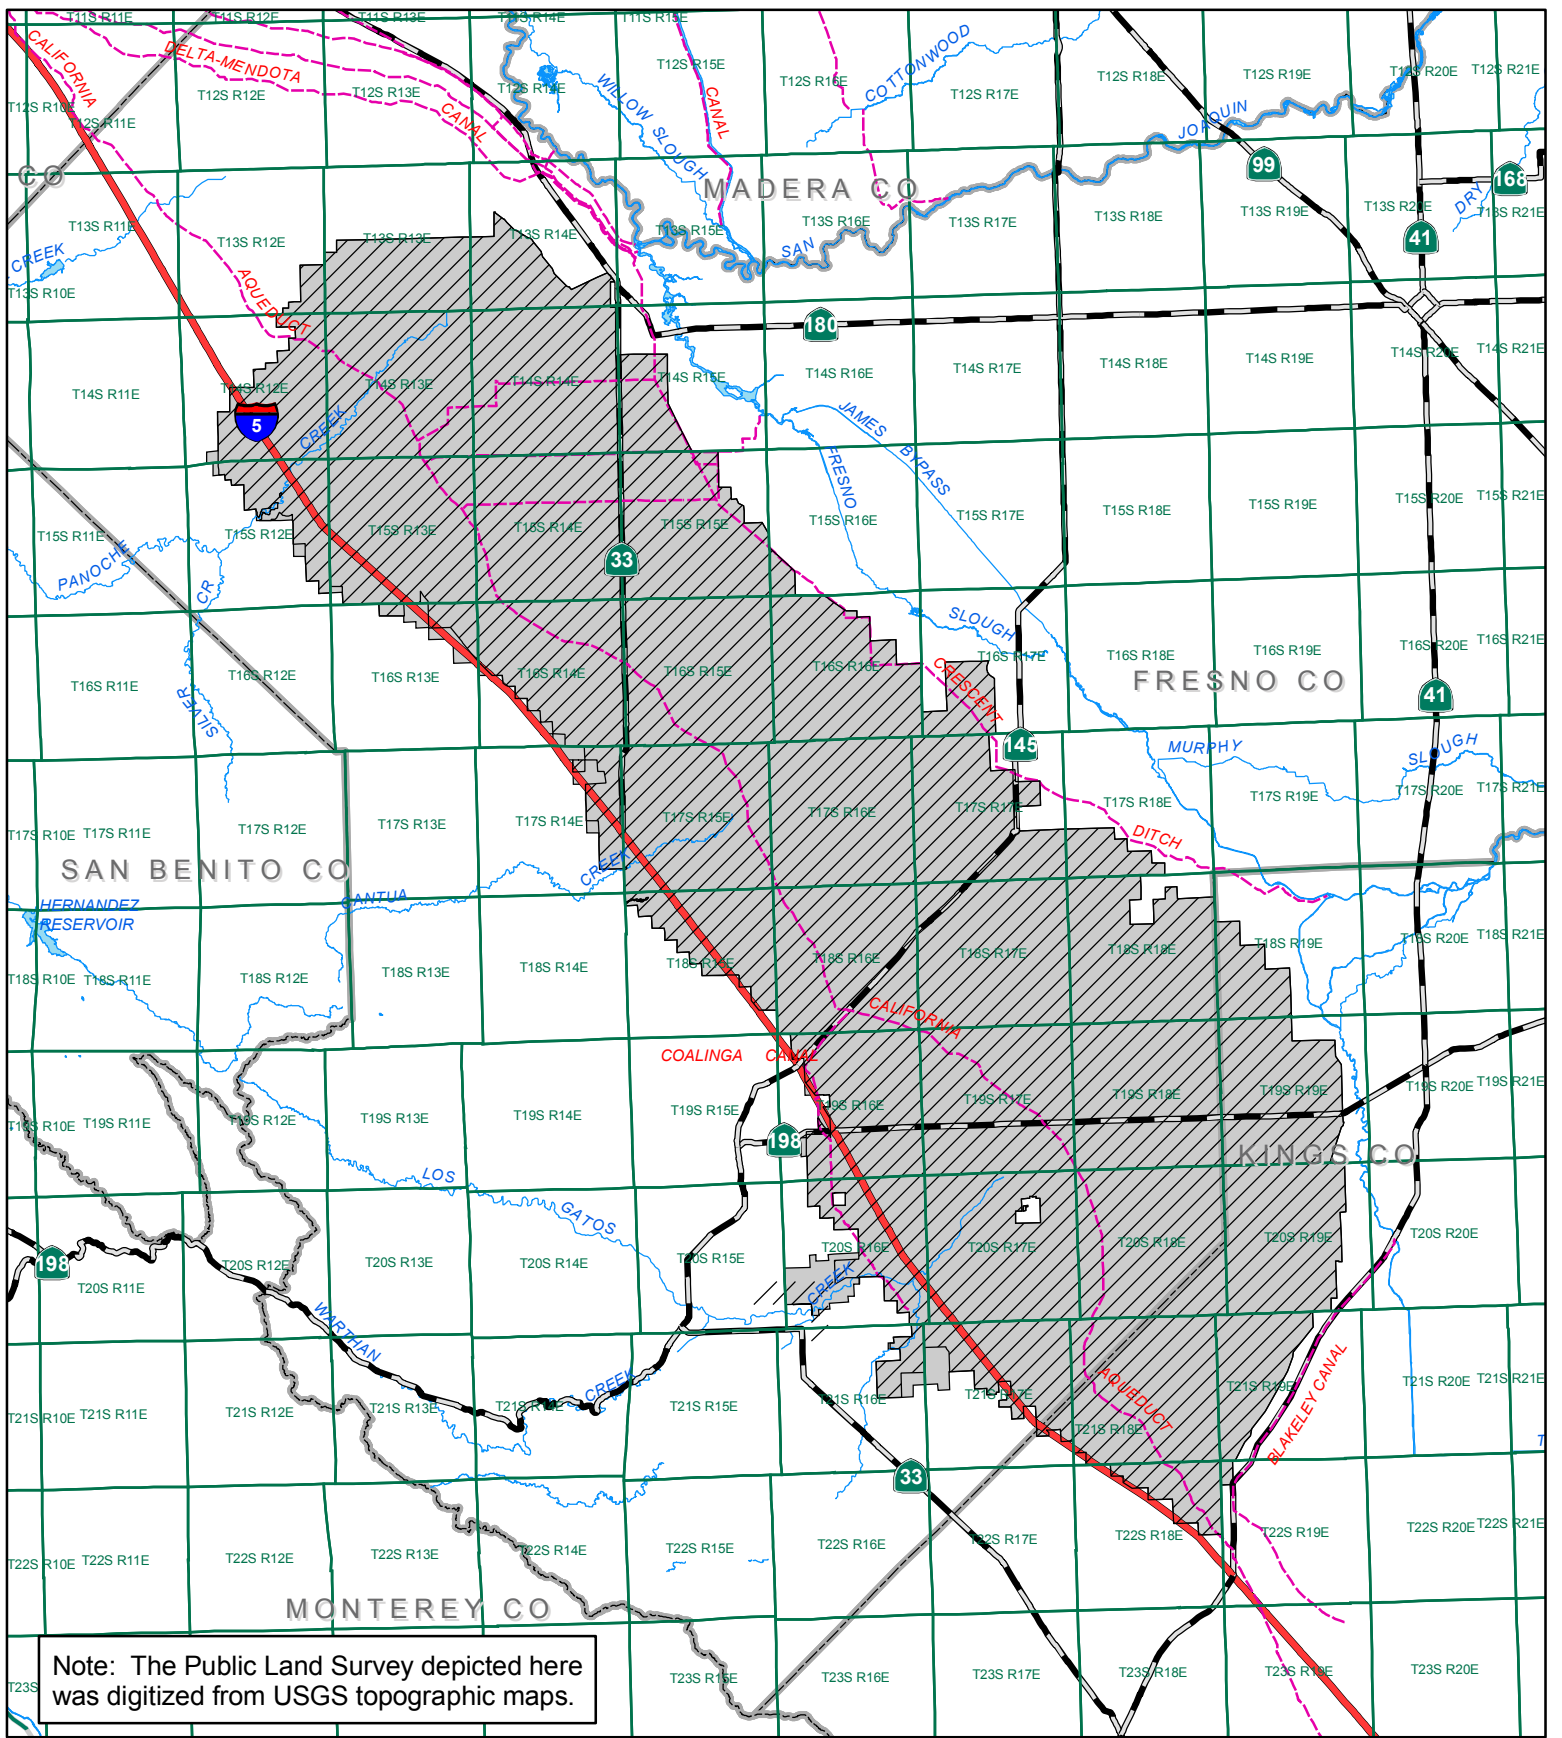 T11S R11E
T11S R12E
T11S R13E
T11S R14E
T11S R15E
CALIFORNIA
DELTA-MENDOTA
CANAL
WILLOW SLOUGH
CANAL
COTTONWOOD
JOAQUIN
T12S R10E
T12S R11E
T12S R12E
T12S R13E
T12S R14E
T12S R15E
T12S R16E
T12S R17E
T12S R18E
T12S R19E
T12S R20E
T12S R21E
CO
MADERA CO
99
168
DRY
41
SAN
CREEK
AQUEDUCT
T13S R10E
T13S R11E
T13S R12E
T13S R13E
T13S R14E
T13S R15E
T13S R16E
T13S R17E
T13S R18E
T13S R19E
T13S R20E
T13S R21E
180
T14S R11E
T14S R12E
T14S R13E
T14S R14E
T14S R15E
T14S R16E
T14S R17E
T14S R18E
T14S R19E
T14S R20E
T14S R21E
5
CREEK
JAMES BYPASS
FRESNO
SLOUGH
T15S R11E
T15S R12E
T15S R13E
T15S R14E
T15S R15E
T15S R16E
T15S R17E
T15S R18E
T15S R19E
T15S R20E
T15S R21E
PANOCHE
33
SILVER
CR
T16S R11E
T16S R12E
T16S R13E
T16S R14E
T16S R15E
T16S R16E
T16S R17E
T16S R18E
T16S R19E
T16S R20E
T16S R21E
CRESCENT
DITCH
FRESNO CO
41
145
MURPHY
SLOUGH
T17S R10E
T17S R11E
T17S R12E
T17S R13E
T17S R14E
T17S R15E
T17S R16E
T17S R17E
T17S R18E
T17S R19E
T17S R20E
T17S R21E
SAN BENITO CO
CANTUA
CREEK
HERNANDEZ
RESERVOIR
T18S R10E
T18S R11E
T18S R12E
T18S R13E
T18S R14E
T18S R15E
T18S R16E
T18S R17E
T18S R18E
T18S R19E
T18S R20E
T18S R21E
CALIFORNIA
COALINGA CANAL
T19S R10E
T19S R11E
T19S R12E
T19S R13E
T19S R14E
T19S R15E
T19S R16E
T19S R17E
T19S R18E
T19S R19E
T19S R20E
T19S R21E
198
KINGS CO
LOS
GATOS
CREEK
198
T20S R11E
T20S R12E
T20S R13E
T20S R14E
T20S R15E
T20S R16E
T20S R17E
T20S R18E
T20S R19E
T20S R20E
WARTHAN
CREEK
AQUEDUCT
BLAKELEY CANAL
T21S R10E
T21S R11E
T21S R12E
T21S R13E
T21S R14E
T21S R15E
T21S R16E
T21S R17E
T21S R18E
T21S R19E
T21S R20E
T21S R21E
T
33
T22S R10E
T22S R11E
T22S R12E
T22S R13E
T22S R14E
T22S R15E
T22S R16E
T22S R17E
T22S R18E
T22S R19E
T22S R20E
T22S R21E
MONTEREY CO
T23S
T23S R15E
T23S R16E
T23S R17E
T23S R18E
T23S R19E
T23S R20E
Note: The Public Land Survey depicted here
was digitized from USGS topographic maps.